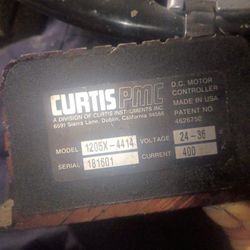 CURTIS PMC
D.C. MOTOR
CONTROLLER
A DIVISION OF CURTIS INSTRUMENTS INC.
MADE IN USA
6591 Sierra Lane, Dublin, California 94568
PATENT NO
4626750
MODEL 1205X-4414 VOLTAGE 24-36
SERIAL 181601 CURRENT 400